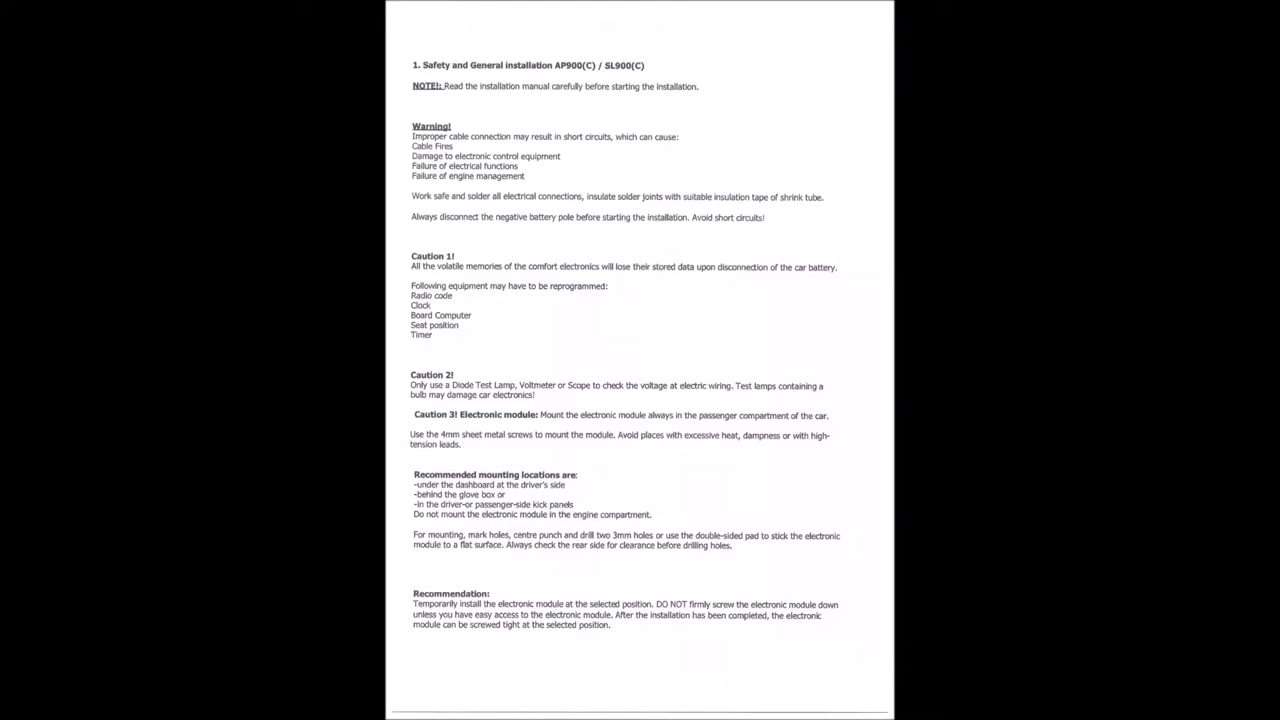 1. Safety and General installation AP900(C) / SL900(C)
NOTE!: Read the installation manual carefully before starting the installation.
Warning!
Improper cable connection may result in short circuits, which can cause:
Cable Fires
Damage to electronic control equipment
Failure of electrical functions
Failure of engine management
Work safe and solder all electrical connections, insulate solder joints with suitable insulation tape of shrink tube.
Always disconnect the negative battery pole before starting the installation. Avoid short circuits!
Caution 1!
All the volatile memories of the comfort electronics will lose their stored data upon disconnection of the car battery.
Following equipment may have to be reprogrammed:
Radio code
Clock
Board Computer
Seat position
Timer
Caution 2!
Only use a Diode Test Lamp, Voltmeter or Scope to check the voltage at electric wiring. Test lamps containing a
bulb may damage car electronics!
Caution 3! Electronic module: Mount the electronic module always in the passenger compartment of the car.
Use the 4mm sheet metal screws to mount the module. Avoid places with excessive heat, dampness or with high-
tension leads.
Recommended mounting locations are:
-under the dashboard at the driver's side
-behind the glove box or
-in the driver-or passenger-side kick panels
Do not mount the electronic module in the engine compartment.
For mounting, mark holes, centre punch and drill two 3mm holes or use the double-sided pad to stick the electronic
module to a flat surface. Always check the rear side for clearance before drilling holes.
Recommendation:
Temporarily install the electronic module at the selected position. DO NOT firmly screw the electronic module down
unless you have easy access to the electronic module. After the installation has been completed, the electronic
module can be screwed tight at the selected position.